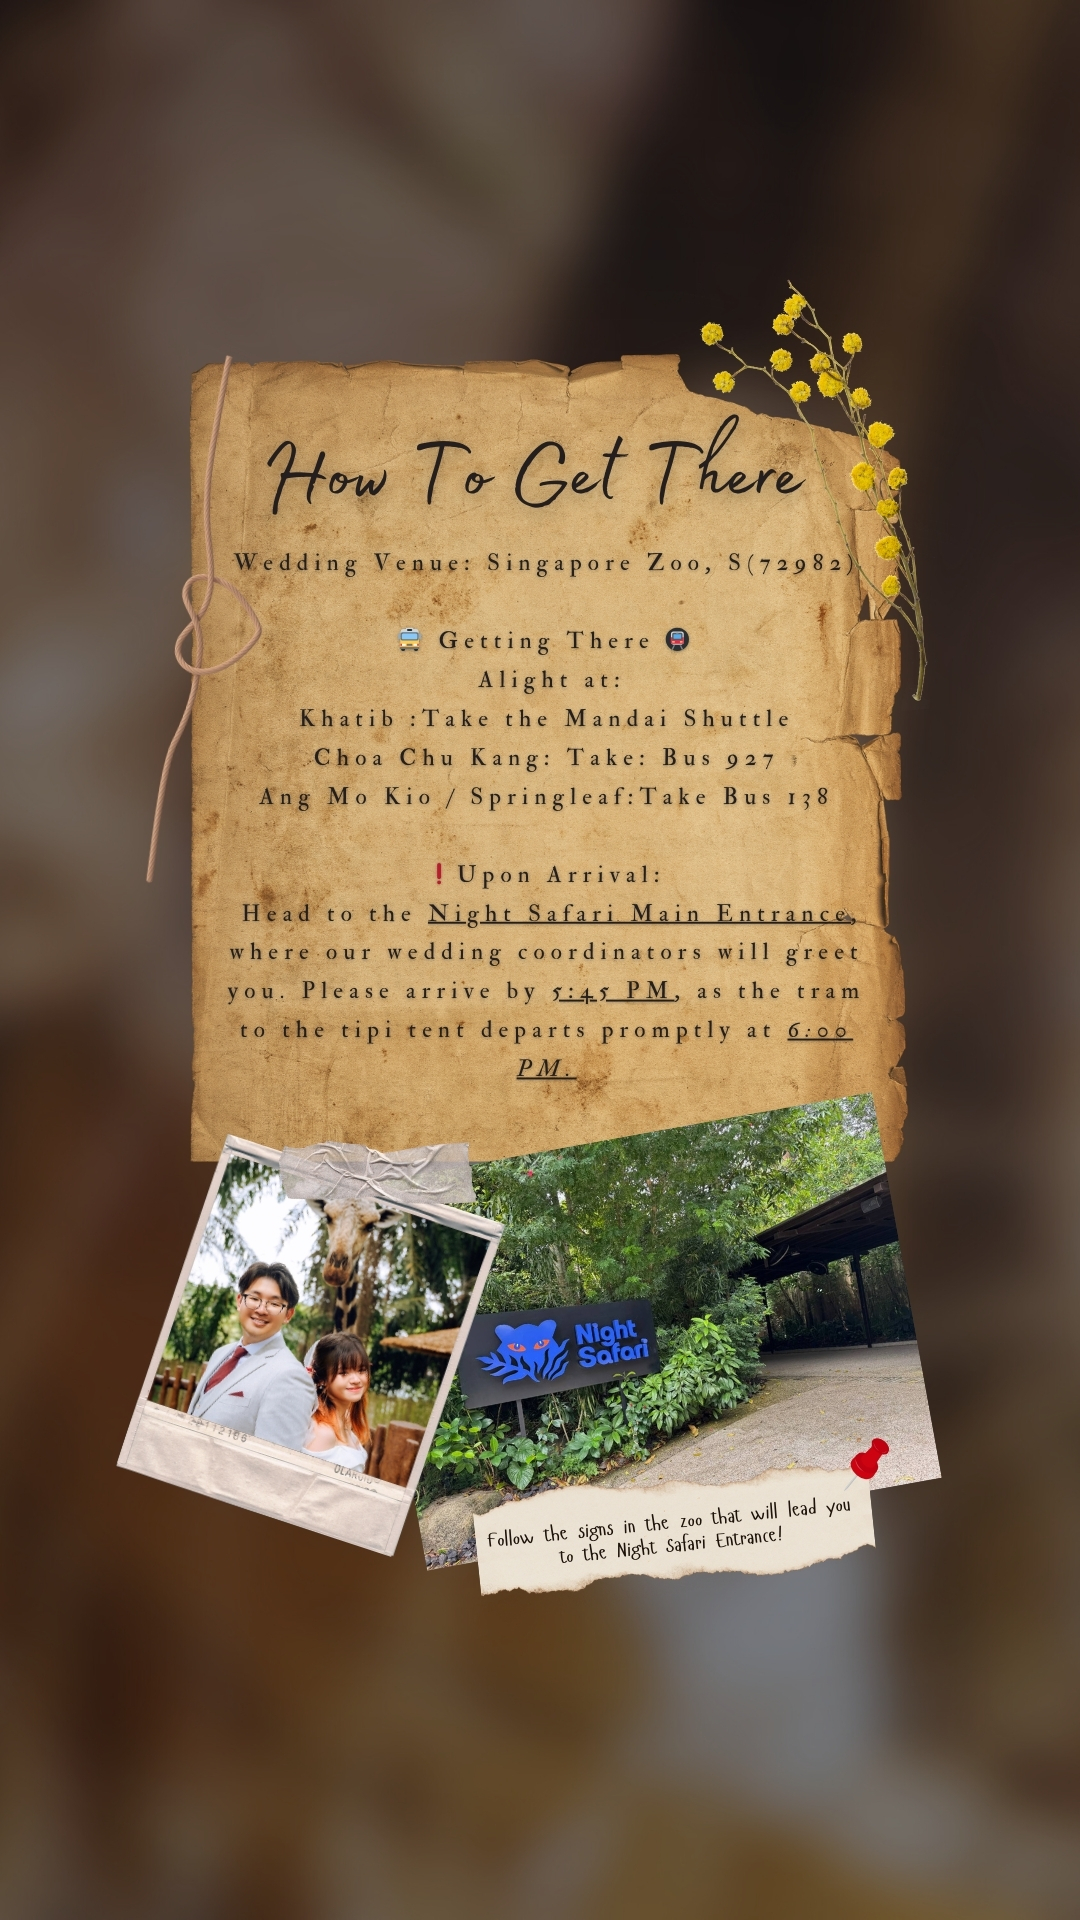 How To Get There
Wedding Venue: Singapore Zoo, S(72982)
🚍 Getting There 🚇
Alight at:
Khatib :Take the Mandai Shuttle
Choa Chu Kang: Take: Bus 927
Ang Mo Kio / Springleaf:Take Bus 138
❗Upon Arrival:
Head to the Night Safari Main Entrance,
where our wedding coordinators will greet
you. Please arrive by 5:45 PM, as the tram
to the tipi tent departs promptly at 6:00
PM.
Night
Safari
Follow the signs in the zoo that will lead you
to the Night Safari Entrance!